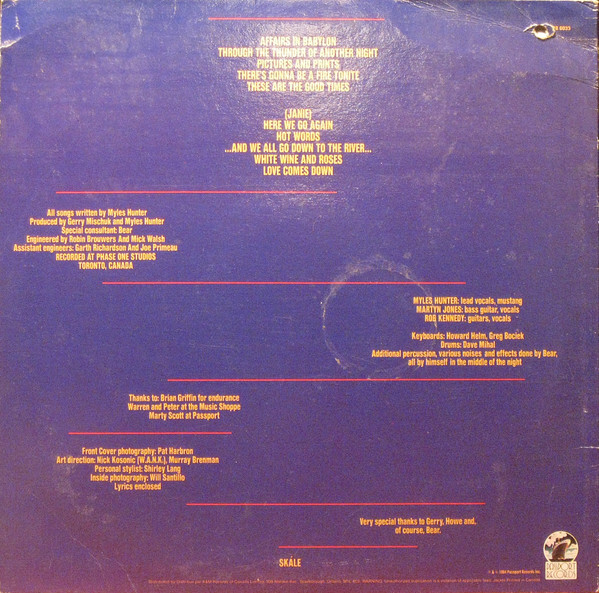 6033
AFFAIRS IN BABYLON
THROUGH THE THUNDER OF ANOTHER NIGHT
PICTURES AND PRINTS
THERE'S GONNA BE A FIRE TONITE
THESE ARE THE GOOD TIMES
(JANIE)
HERE WE GO AGAIN
HOT WORDS
...AND WE ALL GO DOWN TO THE RIVER...
WHITE WINE AND ROSES
LOVE COMES DOWN
All songs written by Myles Hunter
Produced by Gerry Mischuk and Myles Hunter
Special consultant: Bear
Engineered by Robin Brouwers And Mick Walsh
Assistant engineers: Garth Richardson And Joe Primeau
RECORDED AT PHASE ONE STUDIOS
TORONTO, CANADA
MYLES HUNTER: lead vocals, mustang
MARTYN JONES: bass guitar, vocals
ROB KENNEDY: guitars, vocals
Keyboards: Howard Helm, Greg Bociek
Drums: Dave Mihal
Additional percussion, various noises and effects done by Bear,
all by himself in the middle of the night
Thanks to: Brian Griffin for endurance
Warren and Peter at the Music Shoppe
Marty Scott at Passport
Front Cover photography: Pat Harbron
Art direction: Nick Kosonic (W.A.N.K.), Murray Brenman
Personal stylist: Shirley Lang
Inside photography: Will Santillo
Lyrics enclosed
Very special thanks to Gerry, Howe and,
of course, Bear.
SKÁLE
1984 Passport Records Inc.
PASSPORT
RECORDS